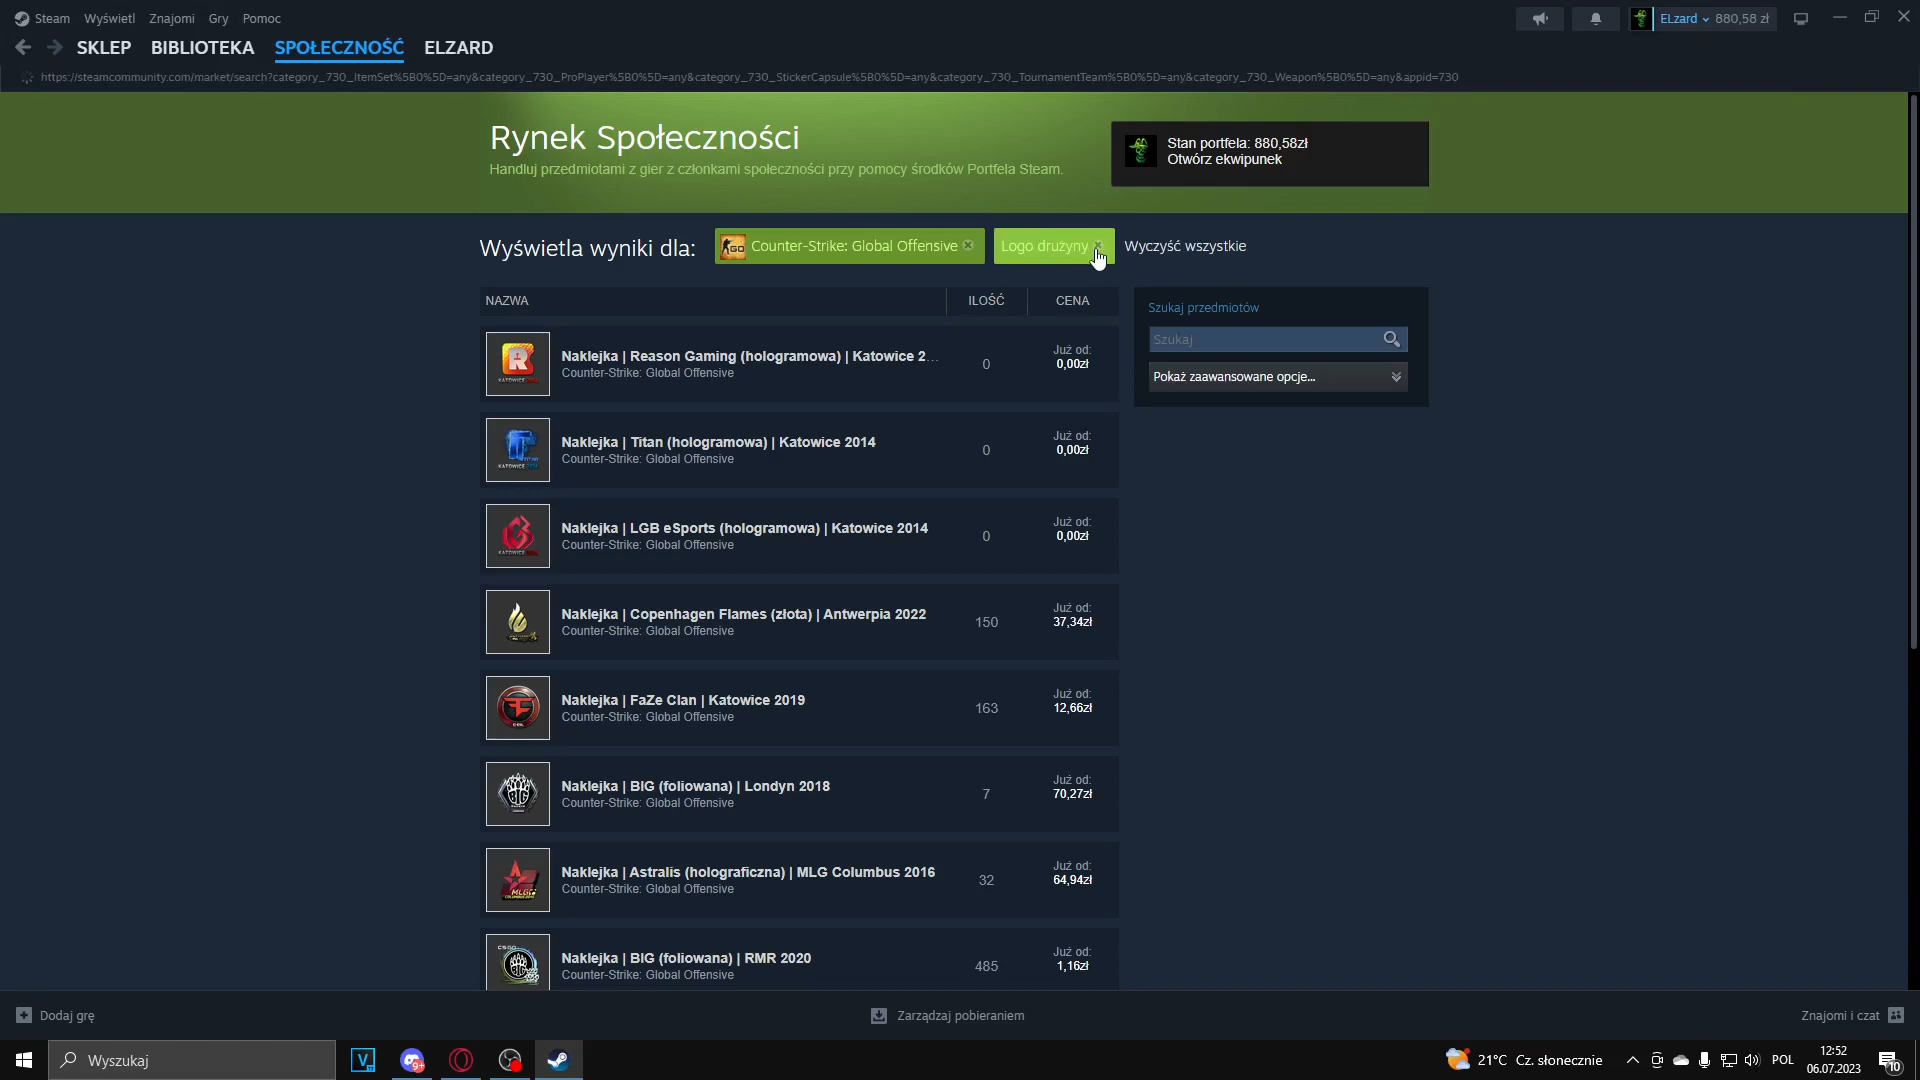 Steam Wyświetl Znajomi Gry Pomoc
ELzard 880,58 zł
SKLEP BIBLIOTEKA SPOŁECZNOŚĆ ELZARD
https://steamcommunity.com/market/search?category_730_ItemSet%5B0%5D=any&category_730_ProPlayer%5B0%5D=any&category_730_StickerCapsule%5B0%5D=any&category_730_TournamentTeam%5B0%5D=any&category_730_Weapon%5B0%5D=any&appid=730
Rynek Społeczności
Handluj przedmiotami z gier z członkami społeczności przy pomocy środków Portfela Steam.
Stan portfela: 880,58zł
Otwórz ekwipunek
Wyświetla wyniki dla: Counter-Strike: Global Offensive Logo drużyny Wyczyść wszystkie
NAZWA ILOŚĆ CENA
Naklejka | Reason Gaming (hologramowa) | Katowice 2...
Counter-Strike: Global Offensive
0
Już od:
0,00zł
Naklejka | Titan (hologramowa) | Katowice 2014
Counter-Strike: Global Offensive
0
Już od:
0,00zł
Naklejka | LGB eSports (hologramowa) | Katowice 2014
Counter-Strike: Global Offensive
0
Już od:
0,00zł
Naklejka | Copenhagen Flames (złota) | Antwerpia 2022
Counter-Strike: Global Offensive
150
Już od:
37,34zł
Naklejka | FaZe Clan | Katowice 2019
Counter-Strike: Global Offensive
163
Już od:
12,66zł
Naklejka | BIG (foliowana) | Londyn 2018
Counter-Strike: Global Offensive
7
Już od:
70,27zł
Naklejka | Astralis (holograficzna) | MLG Columbus 2016
Counter-Strike: Global Offensive
32
Już od:
64,94zł
Naklejka | BIG (foliowana) | RMR 2020
Counter-Strike: Global Offensive
485
Już od:
1,16zł
Szukaj przedmiotów
Szukaj
Pokaż zaawansowane opcje...
Dodaj grę
Zarządzaj pobieraniem
Znajomi i czat
Wyszukaj
9+
21°C Cz. słonecznie
POL
12:52
06.07.2023
10